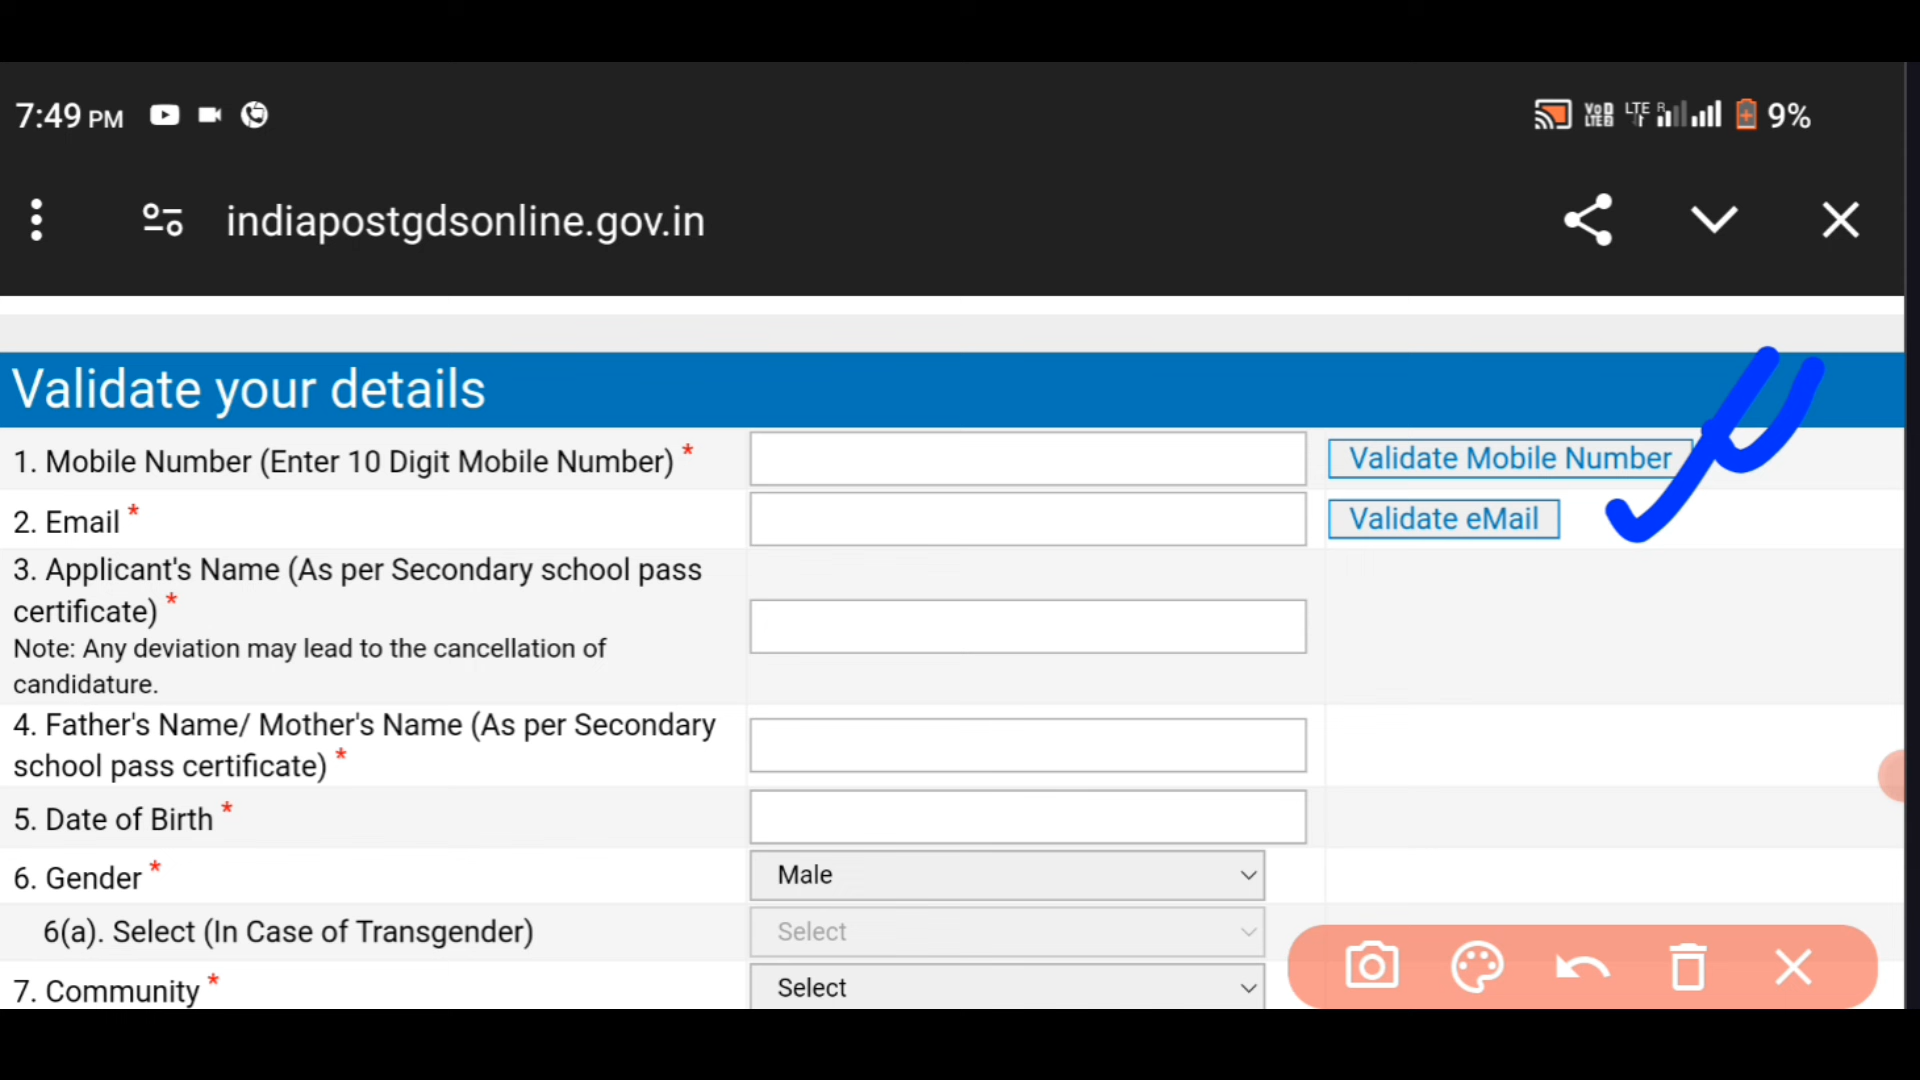 7:49 PM
VoD
LTE2
LTE
R
9%
indiapostgdsonline.gov.in
Validate your details
1. Mobile Number (Enter 10 Digit Mobile Number) *
Validate Mobile Number
2. Email *
Validate eMail
3. Applicant's Name (As per Secondary school pass
certificate) *
Note: Any deviation may lead to the cancellation of
candidature.
4. Father's Name/ Mother's Name (As per Secondary
school pass certificate) *
5. Date of Birth *
6. Gender *
Male
6(a). Select (In Case of Transgender)
Select
7. Community *
Select